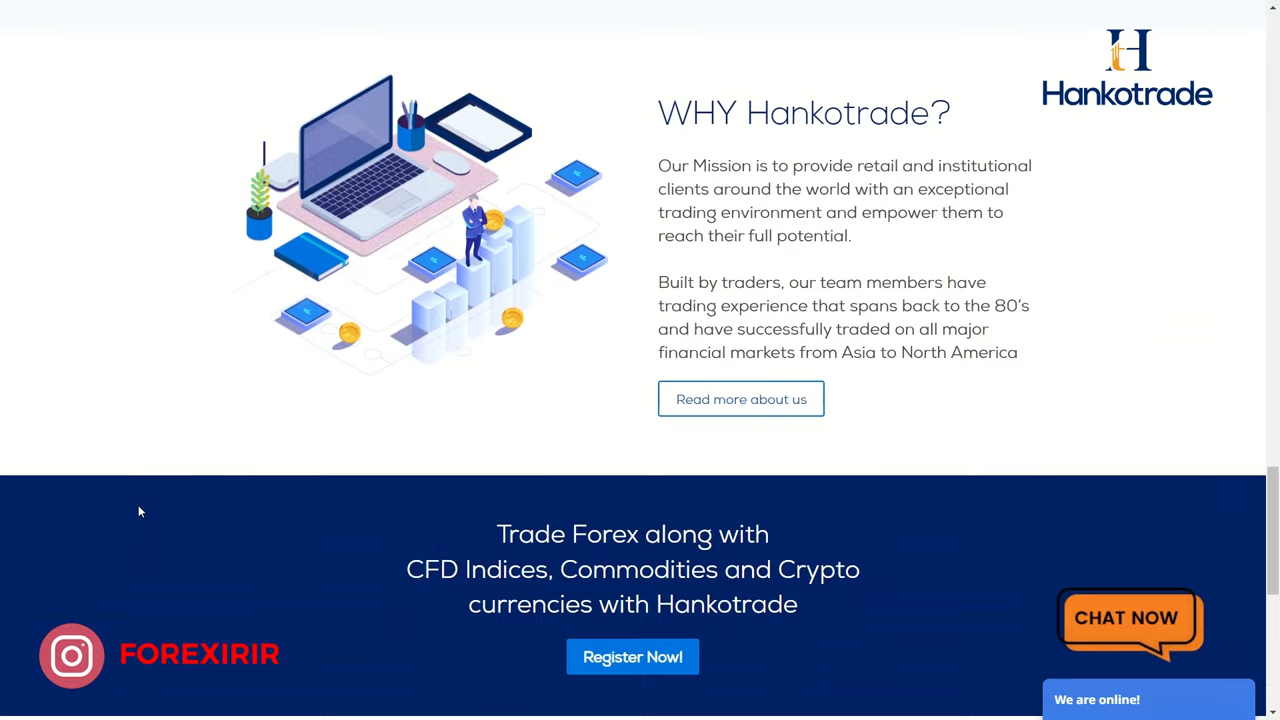 Hankotrade
WHY Hankotrade?
Our Mission is to provide retail and institutional
clients around the world with an exceptional
trading environment and empower them to
reach their full potential.
Built by traders, our team members have
trading experience that spans back to the 80's
and have successfully traded on all major
financial markets from Asia to North America
Read more about us
Trade Forex along with
CFD Indices, Commodities and Crypto
currencies with Hankotrade
Register Now!
FOREXIRIR
CHAT NOW
We are online!